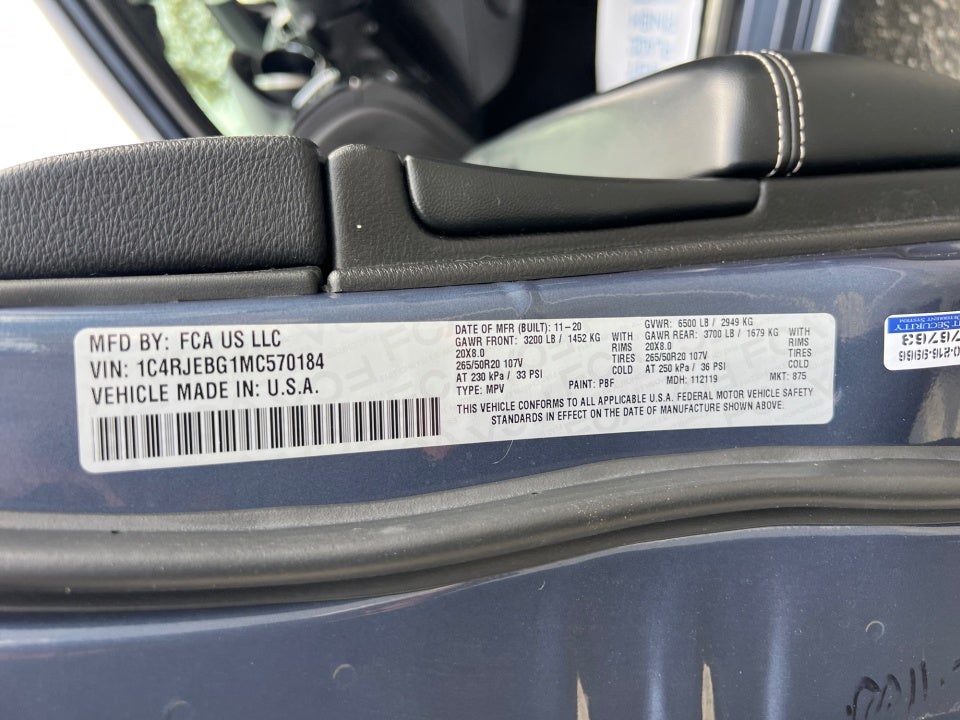 MFD BY: FCA US LLC
VIN: 1C4RJEBG1MC570184
VEHICLE MADE IN: U.S.A.
DATE OF MFR (BUILT): 11-20
GAWR FRONT: 3200 LB / 1452 KG WITH
20X8.0 RIMS
265/50R20 107V TIRES
AT 230 kPa / 33 PSI COLD
TYPE: MPV PAINT: PBF
GVWR: 6500 LB / 2949 KG
GAWR REAR: 3700 LB / 1679 KG WITH
20X8.0 RIMS
265/50R20 107V TIRES
AT 250 kPa / 36 PSI COLD
MDH: 112119 MKT: 875
THIS VEHICLE CONFORMS TO ALL APPLICABLE U.S.A. FEDERAL MOTOR VEHICLE SAFETY
STANDARDS IN EFFECT ON THE DATE OF MANUFACTURE SHOWN ABOVE.